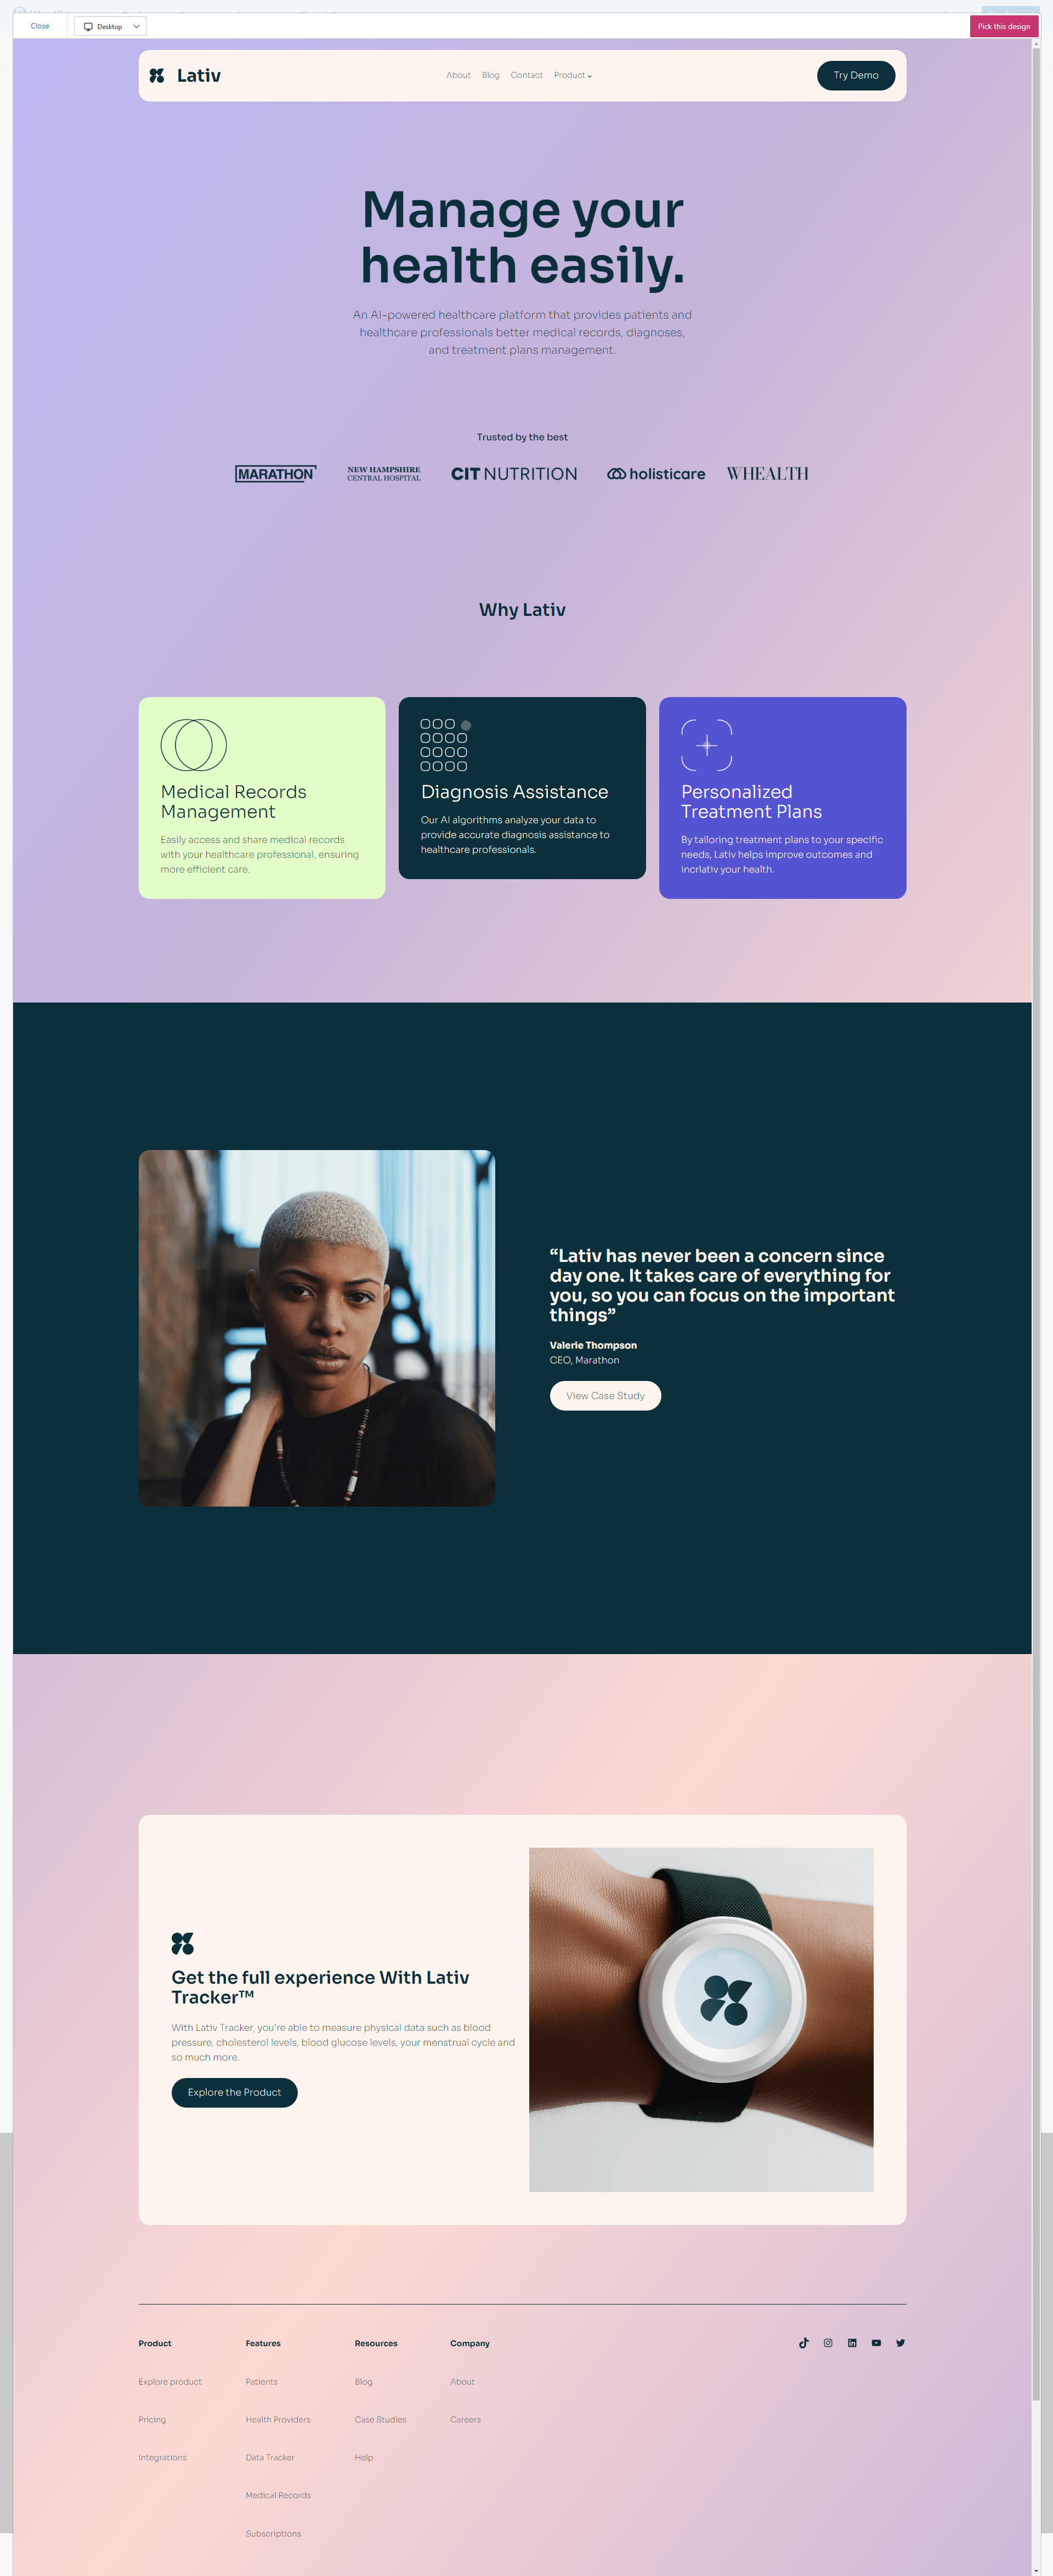 Close
Desktop
Pick this design
Lativ
About Blog Contact Product
Try Demo
Manage your
health easily.
An AI-powered healthcare platform that provides patients and
healthcare professionals better medical records, diagnoses,
and treatment plans management.
Trusted by the best
MARATHON
NEW HAMPSHIRE
CENTRAL HOSPITAL
CIT NUTRITION
holisticare
WHEALTH
Why Lativ
Medical Records
Management
Easily access and share medical records
with your healthcare professional, ensuring
more efficient care.
Diagnosis Assistance
Our AI algorithms analyze your data to
provide accurate diagnosis assistance to
healthcare professionals.
Personalized
Treatment Plans
By tailoring treatment plans to your specific
needs, Lativ helps improve outcomes and
incrlativ your health.
“Lativ has never been a concern since
day one. It takes care of everything for
you, so you can focus on the important
things”
Valerie Thompson
CEO, Marathon
View Case Study
Get the full experience With Lativ
Tracker™
With Lativ Tracker, you’re able to measure physical data such as blood
pressure, cholesterol levels, blood glucose levels, your menstrual cycle and
so much more.
Explore the Product
Product
Explore product
Pricing
Integrations
Features
Patients
Health Providers
Data Tracker
Medical Records
Subscriptions
Resources
Blog
Case Studies
Help
Company
About
Careers